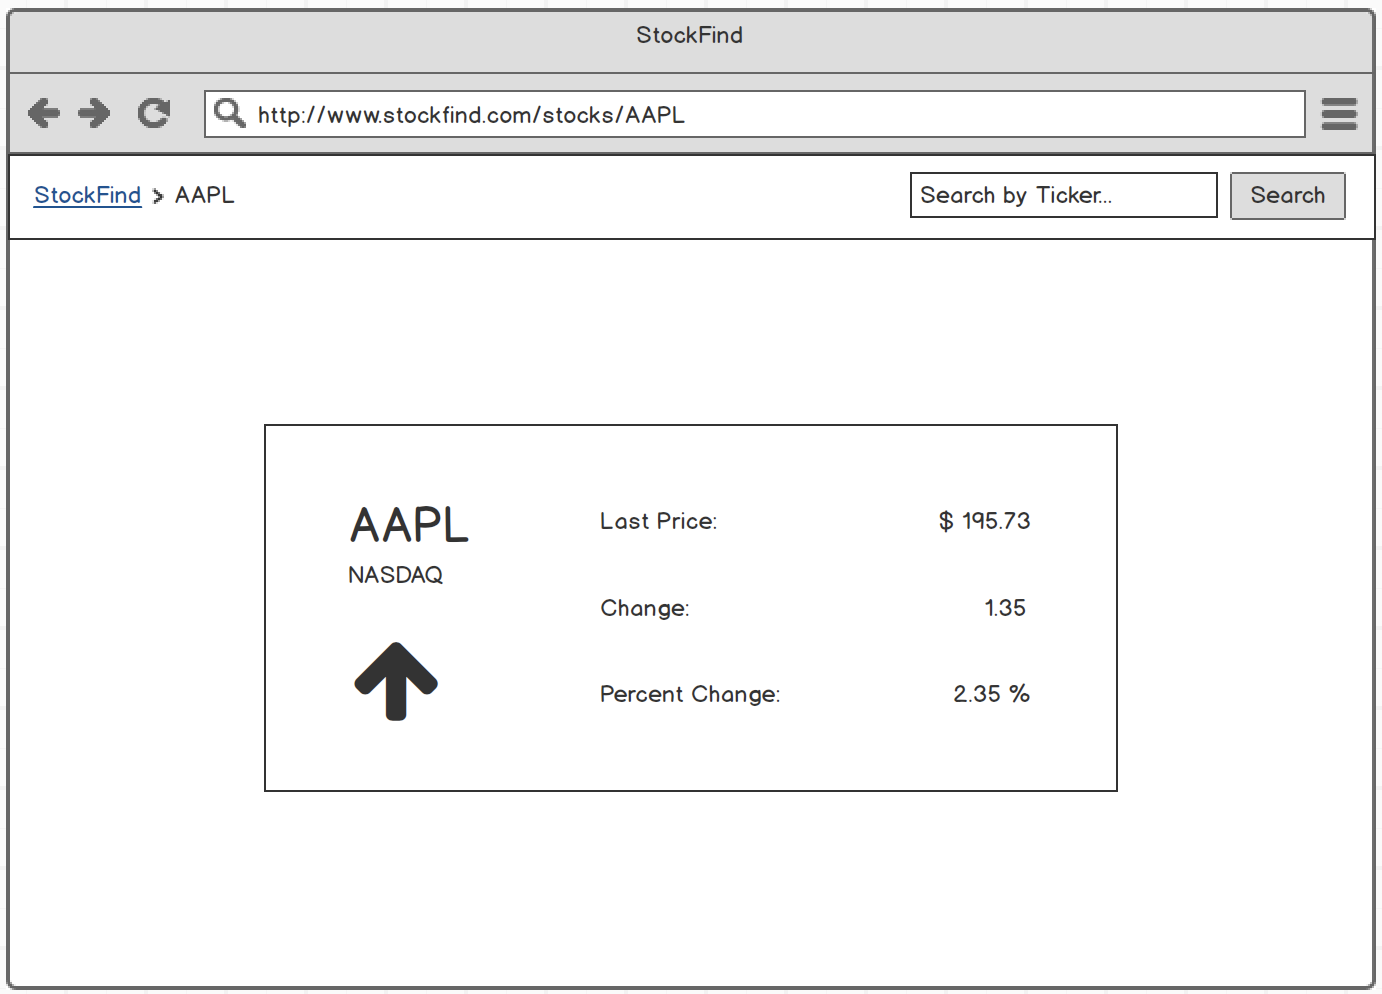 StockFind
http://www.stockfind.com/stocks/AAPL
StockFind > AAPL
Search by Ticker...
Search
AAPL
NASDAQ
Last Price: $ 195.73
Change: 1.35
Percent Change: 2.35 %